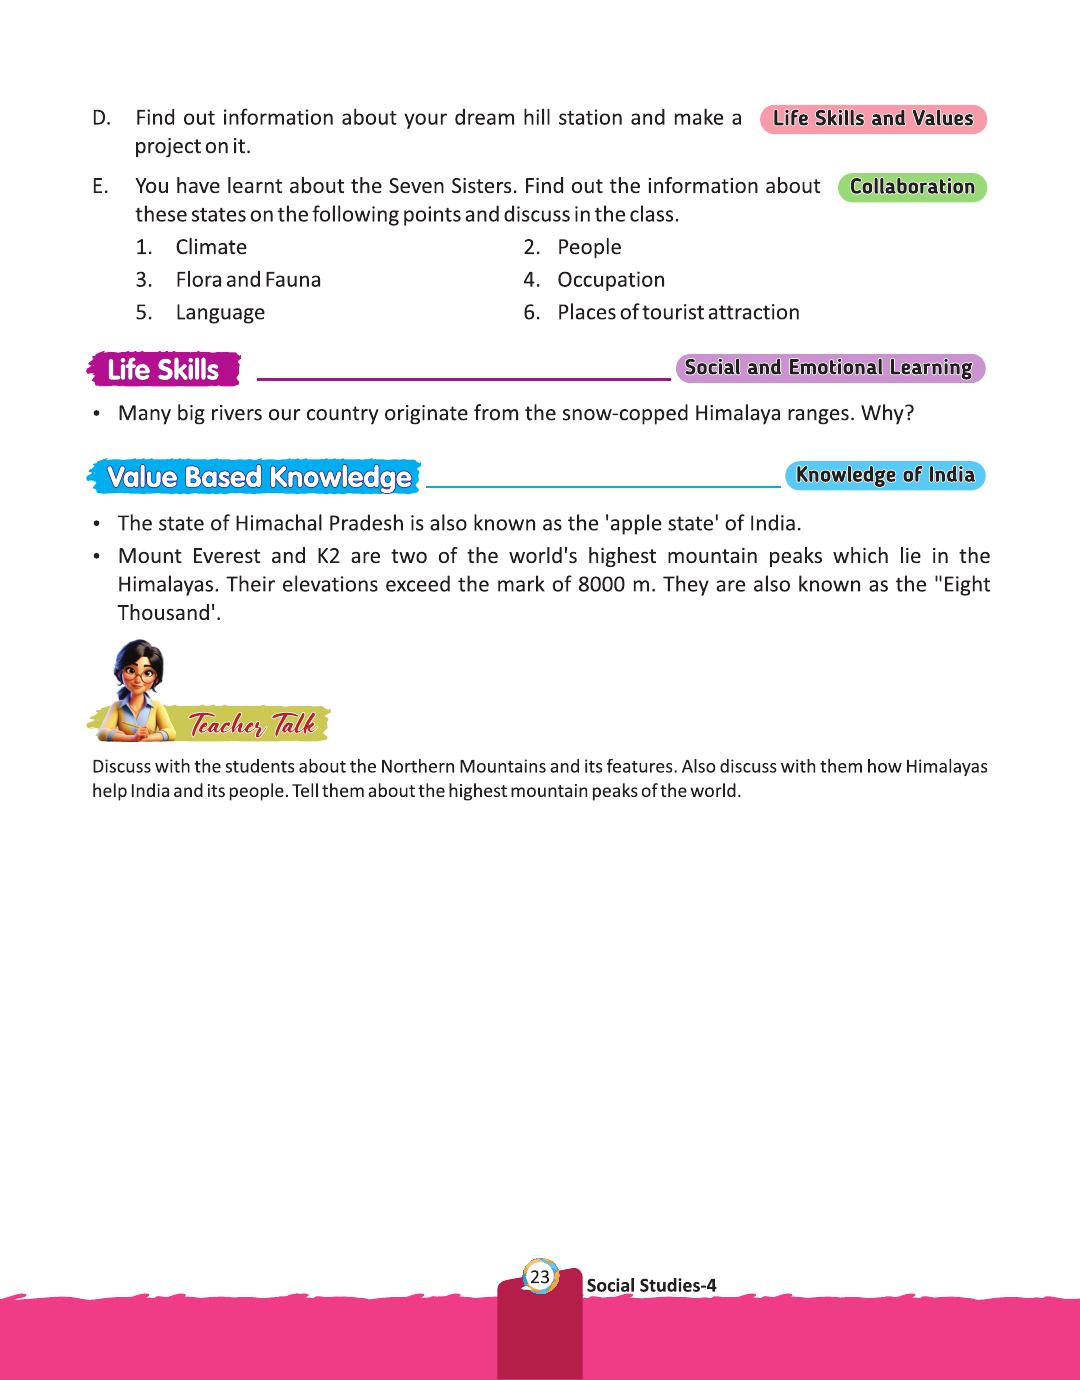 D. Find out information about your dream hill station and make a Life Skills and Values
project on it.
E. You have learnt about the Seven Sisters. Find out the information about Collaboration
these states on the following points and discuss in the class.
1. Climate 2. People
3. Flora and Fauna 4. Occupation
5. Language 6. Places of tourist attraction
Life Skills Social and Emotional Learning
• Many big rivers our country originate from the snow-copped Himalaya ranges. Why?
Value Based Knowledge Knowledge of India
• The state of Himachal Pradesh is also known as the 'apple state' of India.
• Mount Everest and K2 are two of the world's highest mountain peaks which lie in the
Himalayas. Their elevations exceed the mark of 8000 m. They are also known as the "Eight
Thousand'.
Teacher Talk
Discuss with the students about the Northern Mountains and its features. Also discuss with them how Himalayas
help India and its people. Tell them about the highest mountain peaks of the world.
23 Social Studies-4